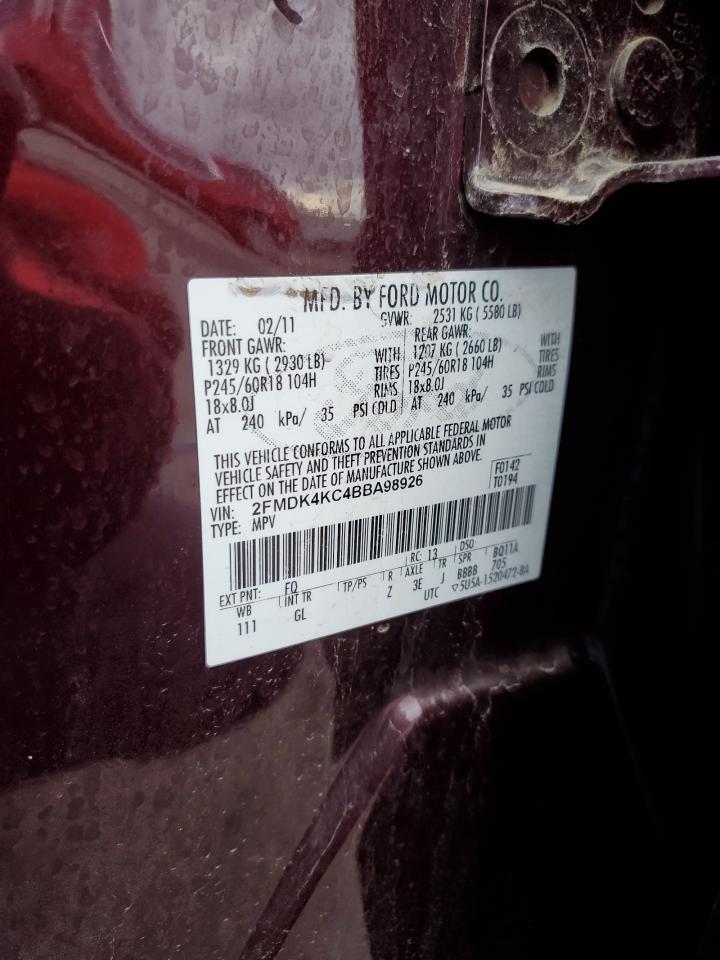 MFD. BY FORD MOTOR CO.
DATE: 02/11 GVWR: 2531 KG ( 5580 LB)
FRONT GAWR: REAR GAWR:
1329 KG ( 2930 LB) WITH 1207 KG ( 2660 LB) WITH
P245/60R18 104H TIRES P245/60R18 104H TIRES
18x8.0J RIMS 18x8.0J RIMS
AT 240 kPa/ 35 PSI COLD AT 240 kPa/ 35 PSI COLD
THIS VEHICLE CONFORMS TO ALL APPLICABLE FEDERAL MOTOR
VEHICLE SAFETY AND THEFT PREVENTION STANDARDS IN
EFFECT ON THE DATE OF MANUFACTURE SHOWN ABOVE.
VIN: 2FMDK4KC4BBA98926 F0142
TYPE: MPV T0194
EXT PNT: FQ RC: 13 DSO: BQ11A
WB INT TR TP/PS R AXLE TR SPR 705
111 GL Z 3E J BBBB
UTC ▽5U5A-1520472-BA